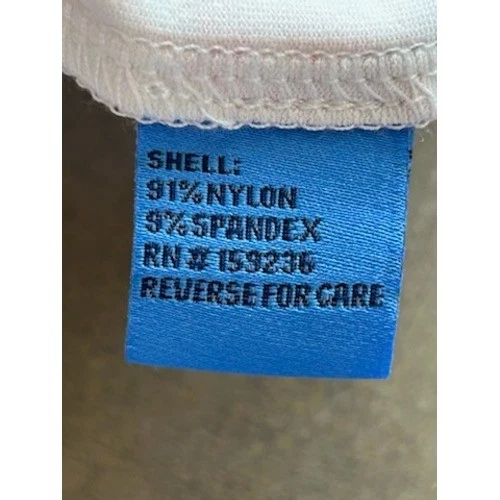 SHELL:
91% NYLON
9% SPANDEX
RN # 159236
REVERSE FOR CARE